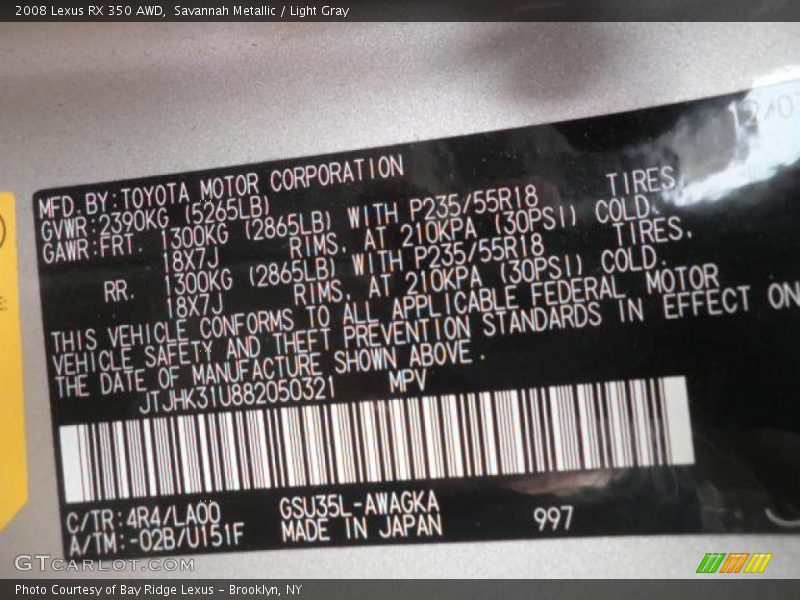 2008 Lexus RX 350 AWD, Savannah Metallic / Light Gray
12/07
MFD. BY: TOYOTA MOTOR CORPORATION
GVWR: 2390KG (5265LB)
GAWR: FRT. 1300KG (2865LB) WITH P235/55R18 TIRES,
18X7J RIMS, AT 210KPA (30PSI) COLD.
RR. 1300KG (2865LB) WITH P235/55R18 TIRES,
18X7J RIMS, AT 210KPA (30PSI) COLD.
THIS VEHICLE CONFORMS TO ALL APPLICABLE FEDERAL MOTOR
VEHICLE SAFETY AND THEFT PREVENTION STANDARDS IN EFFECT ON
THE DATE OF MANUFACTURE SHOWN ABOVE.
JTJHK31U882050321 MPV
C/TR: 4R4/LA00 GSU35L-AWAGKA
A/TM: -02B/U151F MADE IN JAPAN 997
GTCARLOT.COM
Photo Courtesy of Bay Ridge Lexus - Brooklyn, NY